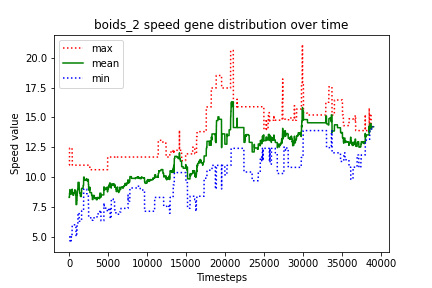 boids_2 speed gene distribution over time
max
mean
min
Speed value
20.0
17.5
15.0
12.5
10.0
7.5
5.0
0 5000 10000 15000 20000 25000 30000 35000 40000
Timesteps